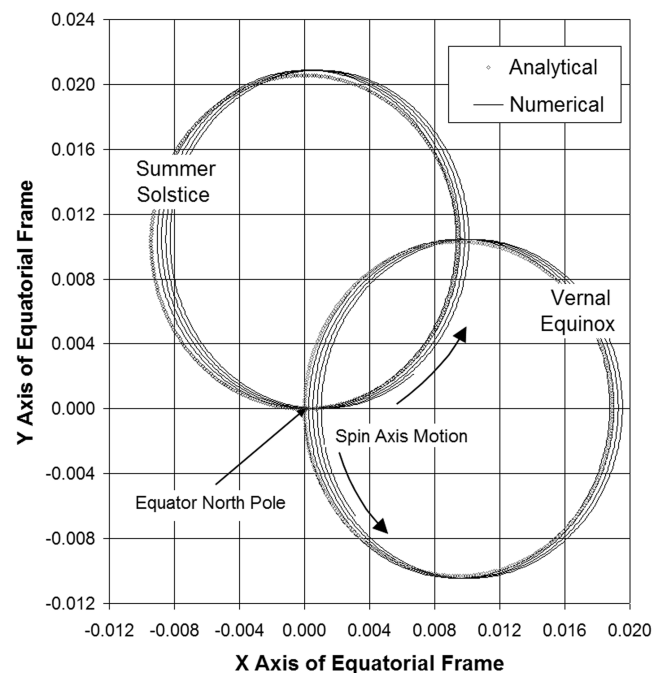 0.024
0.020
0.016
0.012
0.008
0.004
0.000
-0.004
-0.008
-0.012
Y Axis of Equatorial Frame
Analytical
Numerical
Summer
Solstice
Vernal
Equinox
Spin Axis Motion
Equator North Pole
-0.012 -0.008 -0.004 0.000 0.004 0.008 0.012 0.016 0.020
X Axis of Equatorial Frame